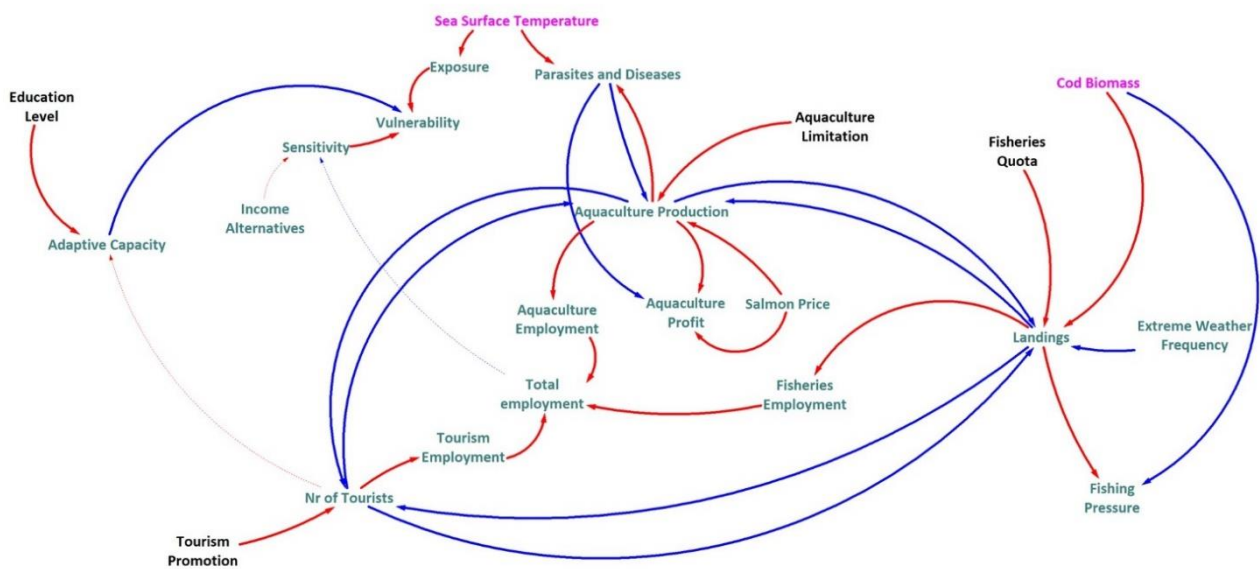 Sea Surface Temperature
Exposure
Parasites and Diseases
Cod Biomass
Education
Level
Vulnerability
Aquaculture
Limitation
Sensitivity
Fisheries
Quota
Income
Alternatives
Aquaculture Production
Adaptive Capacity
Aquaculture
Employment
Aquaculture
Profit
Salmon Price
Landings
Extreme Weather
Frequency
Total
employment
Fisheries
Employment
Tourism
Employment
Nr of Tourists
Fishing
Pressure
Tourism
Promotion